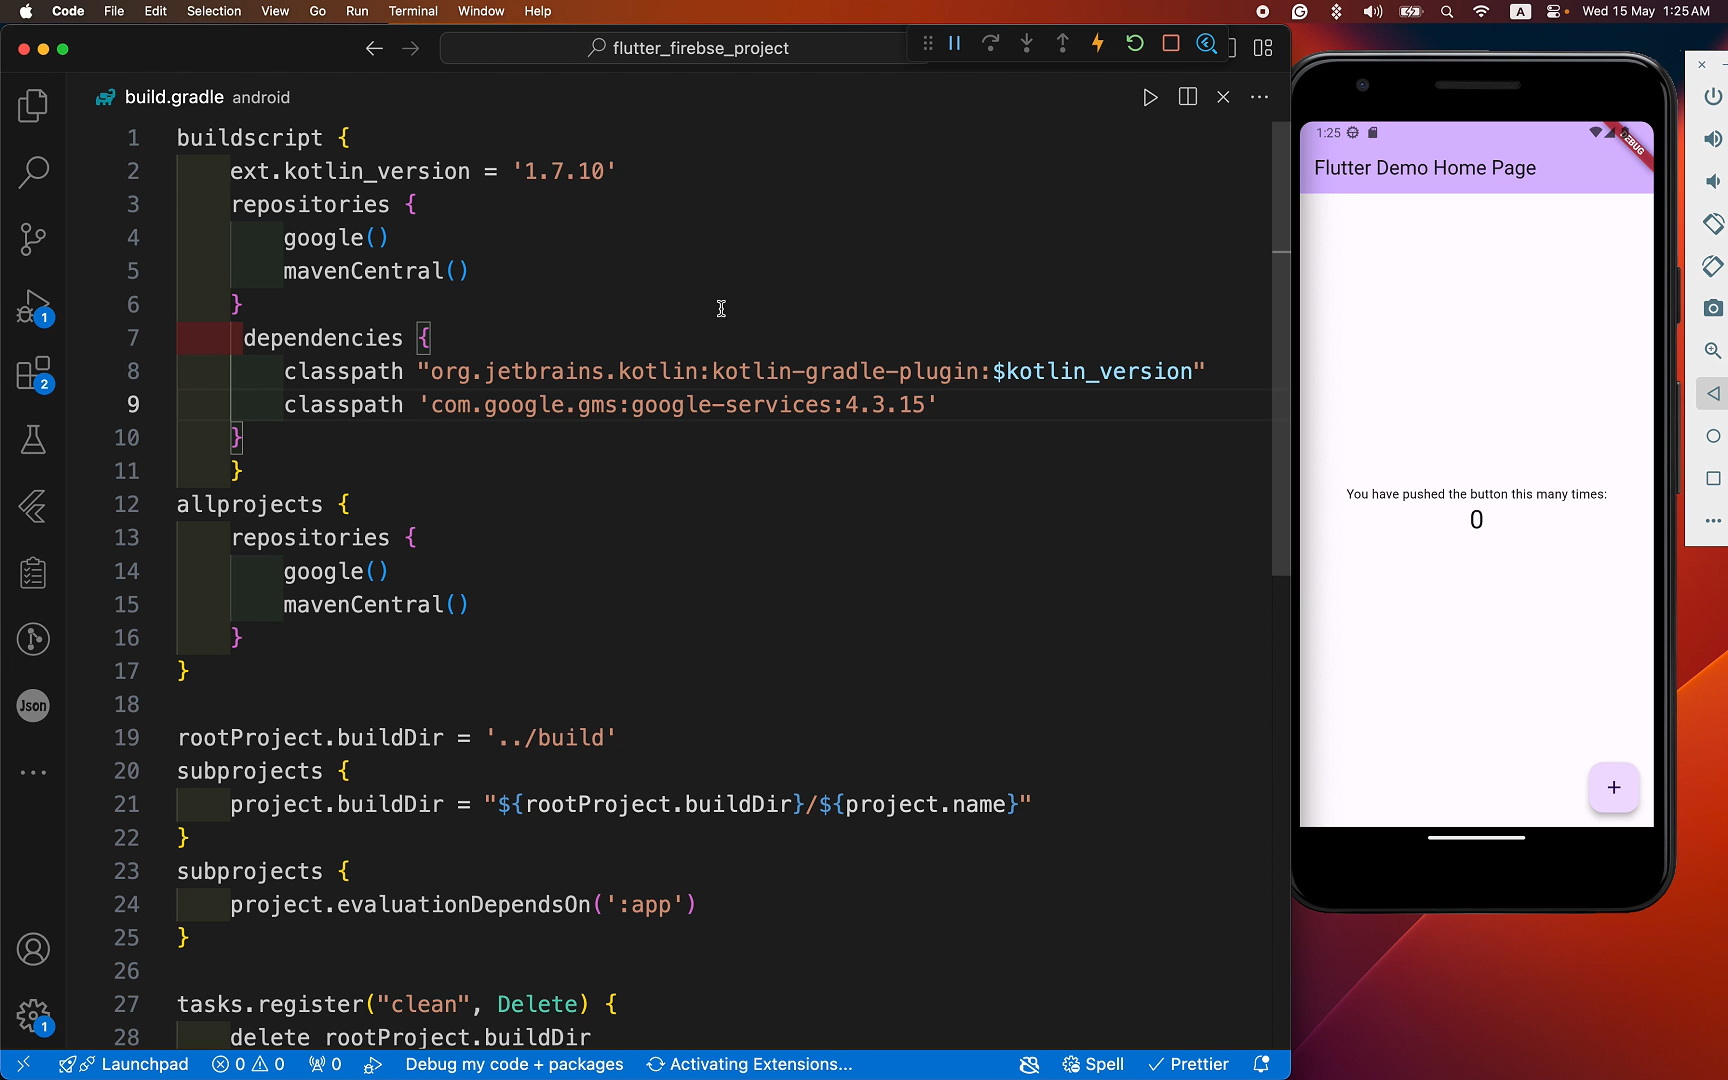 Code File Edit Selection View Go Run Terminal Window Help
A Wed 15 May 1:25 AM
flutter_firebse_project
build.gradle android
1 buildscript {
2 ext.kotlin_version = '1.7.10'
3 repositories {
4 google()
5 mavenCentral()
6 }
7 dependencies {
8 classpath "org.jetbrains.kotlin:kotlin-gradle-plugin:$kotlin_version"
9 classpath 'com.google.gms:google-services:4.3.15'
10 }
11 }
12 allprojects {
13 repositories {
14 google()
15 mavenCentral()
16 }
17 }
18
19 rootProject.buildDir = '../build'
20 subprojects {
21 project.buildDir = "${rootProject.buildDir}/${project.name}"
22 }
23 subprojects {
24 project.evaluationDependsOn(':app')
25 }
26
27 tasks.register("clean", Delete) {
28 delete rootProject.buildDir
1
2
Json
1
Launchpad 0 0 0 Debug my code + packages Activating Extensions... Spell Prettier
1:25
DEBUG
Flutter Demo Home Page
You have pushed the button this many times:
0
+